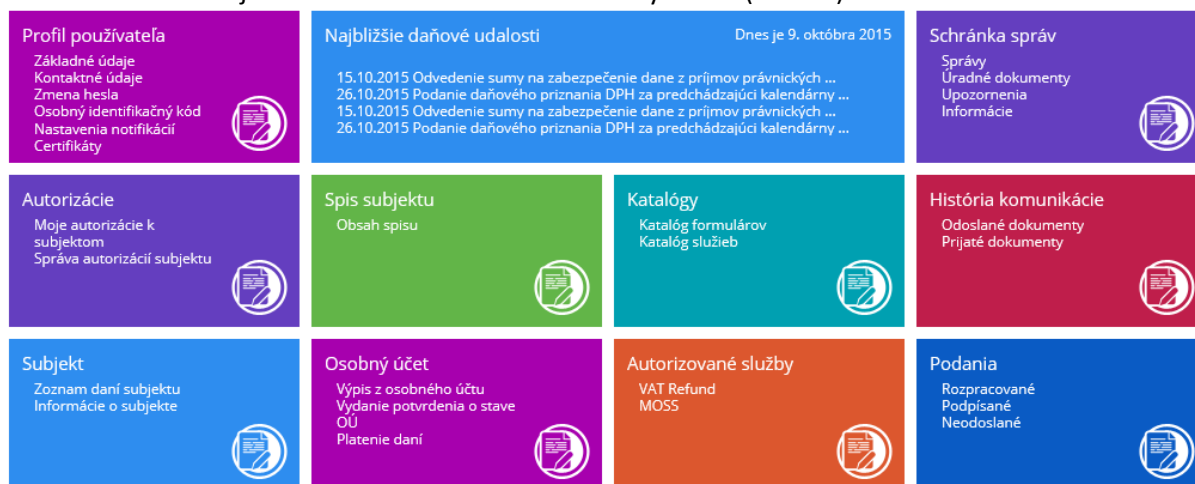 Profil používateľa
Základné údaje
Kontaktné údaje
Zmena hesla
Osobný identifikačný kód
Nastavenia notifikácií
Certifikáty
Najbližšie daňové udalosti
Dnes je 9. októbra 2015
15.10.2015 Odvedenie sumy na zabezpečenie dane z príjmov právnických ...
26.10.2015 Podanie daňového priznania DPH za predchádzajúci kalendárny ...
15.10.2015 Odvedenie sumy na zabezpečenie dane z príjmov právnických ...
26.10.2015 Podanie daňového priznania DPH za predchádzajúci kalendárny ...
Schránka správ
Správy
Úradné dokumenty
Upozornenia
Informácie
Autorizácie
Moje autorizácie k
subjektom
Správa autorizácií subjektu
Spis subjektu
Obsah spisu
Katalógy
Katalóg formulárov
Katalóg služieb
História komunikácie
Odoslané dokumenty
Prijaté dokumenty
Subjekt
Zoznam daní subjektu
Informácie o subjekte
Osobný účet
Výpis z osobného účtu
Vydanie potvrdenia o stave
OÚ
Platenie daní
Autorizované služby
VAT Refund
MOSS
Podania
Rozpracované
Podpísané
Neodoslané